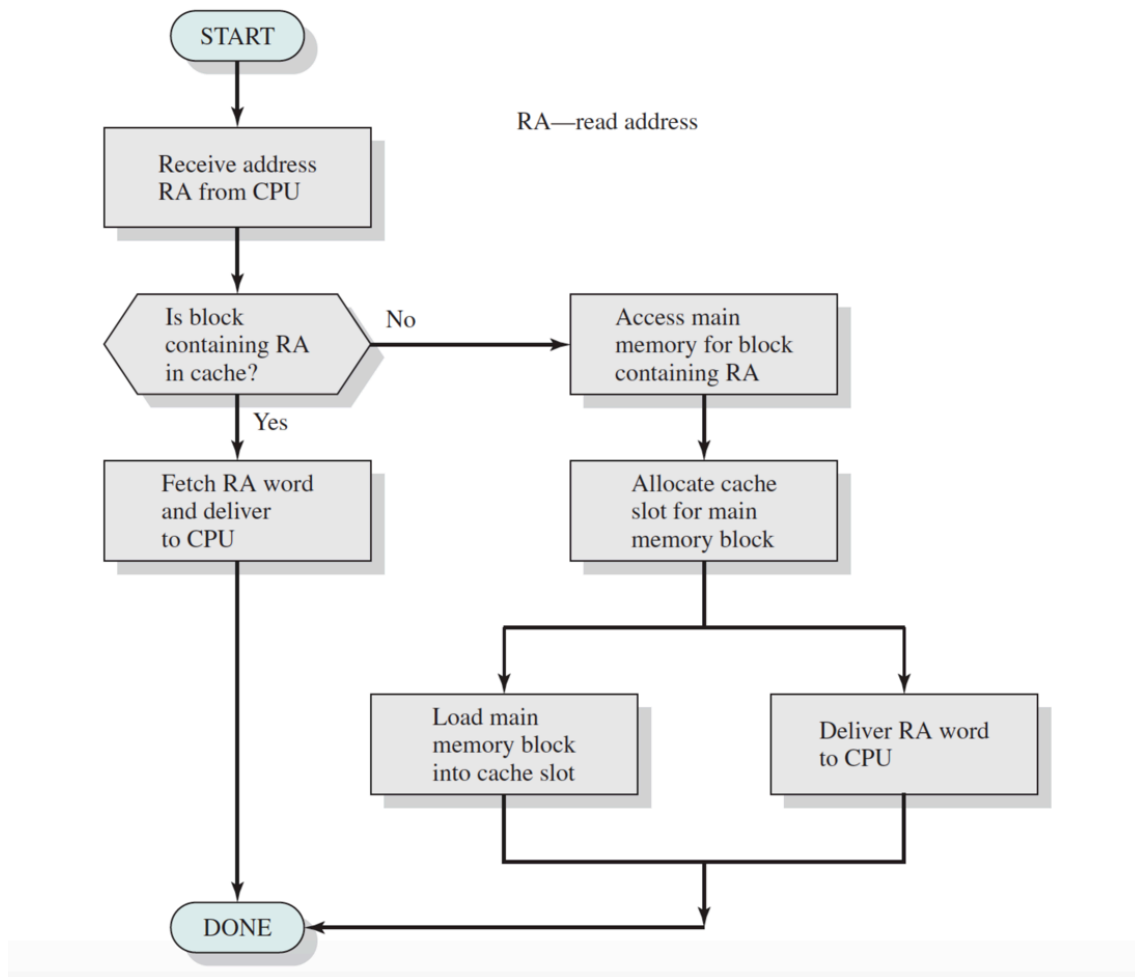 START
RA—read address
Receive address
RA from CPU
Is block
containing RA
in cache?
No
Access main
memory for block
containing RA
Yes
Fetch RA word
and deliver
to CPU
Allocate cache
slot for main
memory block
Load main
memory block
into cache slot
Deliver RA word
to CPU
DONE